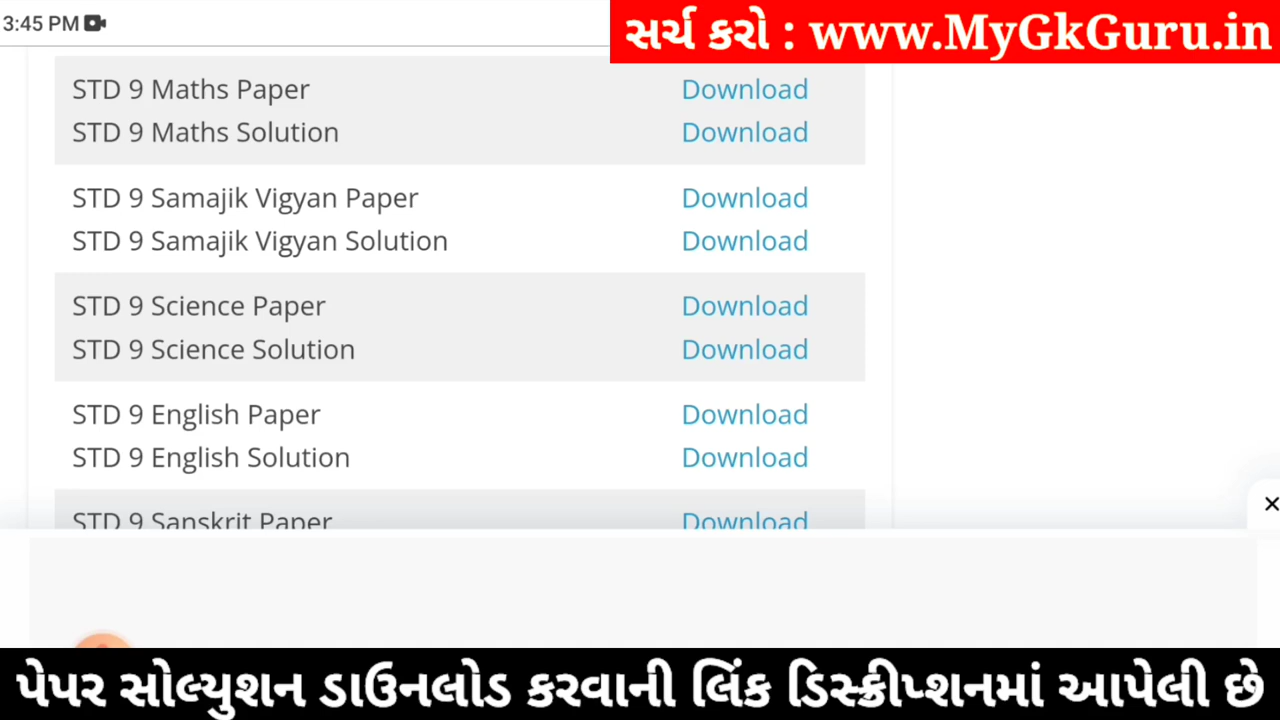 3:45 PM
સર્ચ કરો : www.MyGkGuru.in
STD 9 Maths Paper Download
STD 9 Maths Solution Download
STD 9 Samajik Vigyan Paper Download
STD 9 Samajik Vigyan Solution Download
STD 9 Science Paper Download
STD 9 Science Solution Download
STD 9 English Paper Download
STD 9 English Solution Download
STD 9 Sanskrit Paper Download
પેપર સોલ્યુશન ડાઉનલોડ કરવાની લિંક ડિસ્ક્રીપ્શનમાં આપેલી છે